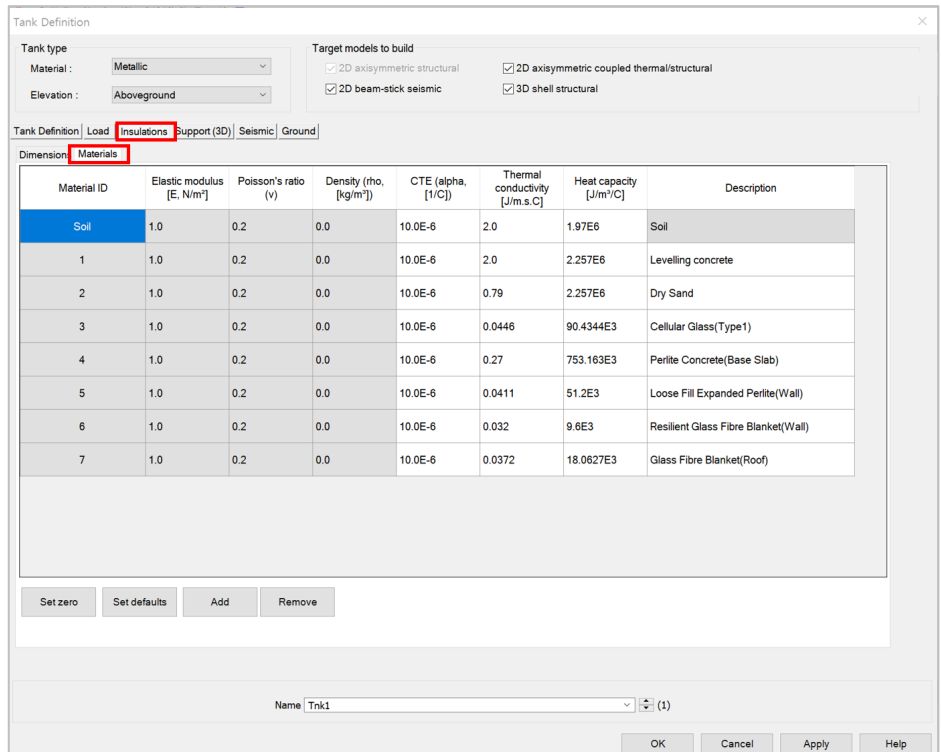 Tank Definition
Tank type
Material : Metallic
Elevation : Aboveground
Target models to build
2D axisymmetric structural 2D axisymmetric coupled thermal/structural
2D beam-stick seismic 3D shell structural
Tank Definition Load Insulations Support (3D) Seismic Ground
Dimensions Materials
Material ID Elastic modulus [E, N/m²] Poisson's ratio (v) Density (rho, [kg/m³]) CTE (alpha, [1/C]) Thermal conductivity [J/m.s.C] Heat capacity [J/m³/C] Description
Soil 1.0 0.2 0.0 10.0E-6 2.0 1.97E6 Soil
1 1.0 0.2 0.0 10.0E-6 2.0 2.257E6 Levelling concrete
2 1.0 0.2 0.0 10.0E-6 0.79 2.257E6 Dry Sand
3 1.0 0.2 0.0 10.0E-6 0.0446 90.4344E3 Cellular Glass(Type1)
4 1.0 0.2 0.0 10.0E-6 0.27 753.163E3 Perlite Concrete(Base Slab)
5 1.0 0.2 0.0 10.0E-6 0.0411 51.2E3 Loose Fill Expanded Perlite(Wall)
6 1.0 0.2 0.0 10.0E-6 0.032 9.6E3 Resilient Glass Fibre Blanket(Wall)
7 1.0 0.2 0.0 10.0E-6 0.0372 18.0627E3 Glass Fibre Blanket(Roof)
Set zero Set defaults Add Remove
Name Tnk1 (1)
OK Cancel Apply Help